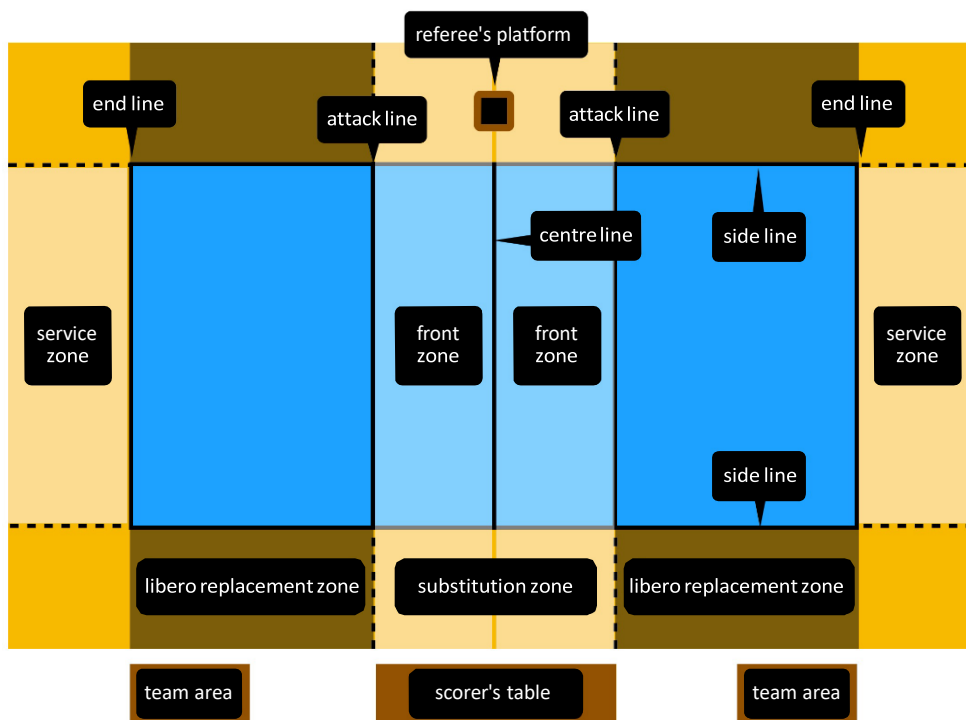 referee's platform
end line
attack line
attack line
end line
centre line
side line
service
zone
front
zone
front
zone
service
zone
side line
libero replacement zone
substitution zone
libero replacement zone
team area
scorer's table
team area